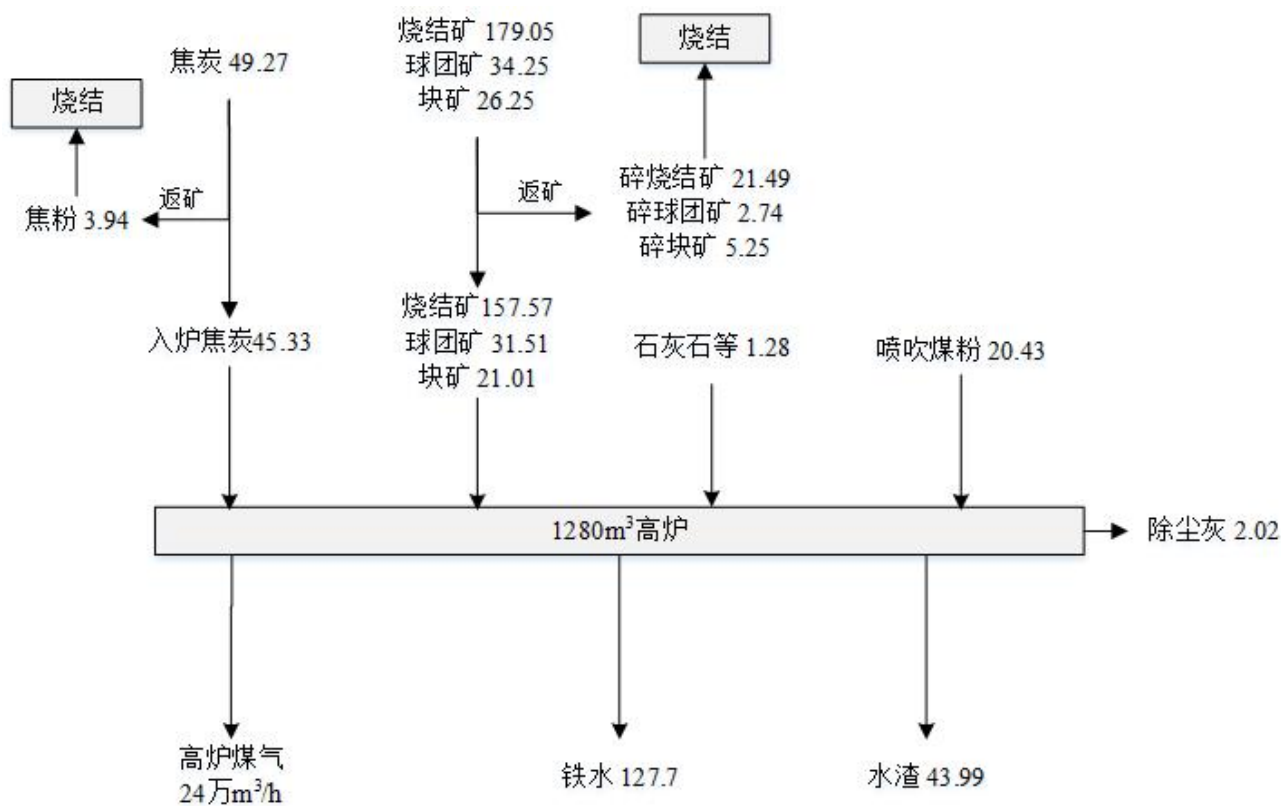 烧结矿 179.05
球团矿 34.25
块矿 26.25
烧结
焦炭 49.27
烧结
返矿
焦粉 3.94
返矿
碎烧结矿 21.49
碎球团矿 2.74
碎块矿 5.25
入炉焦炭45.33
烧结矿157.57
球团矿 31.51
块矿 21.01
石灰石等 1.28
喷吹煤粉 20.43
1280m³高炉
除尘灰 2.02
高炉煤气
24万m³/h
铁水 127.7
水渣 43.99